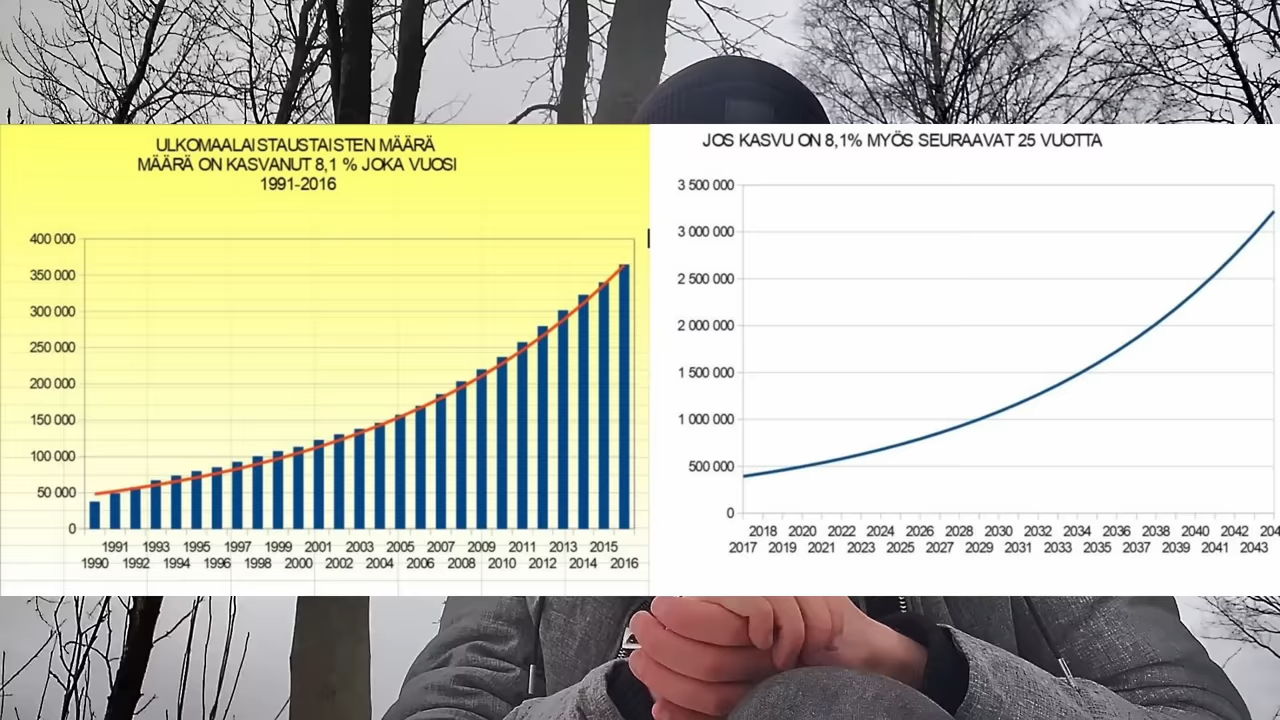 ULKOMAALAISTAUSTAISTEN MÄÄRÄ
MÄÄRÄ ON KASVANUT 8,1 % JOKA VUOSI
1991-2016
400 000
350 000
300 000
250 000
200 000
150 000
100 000
50 000
0
1991 1993 1995 1997 1999 2001 2003 2005 2007 2009 2011 2013 2015
1990 1992 1994 1996 1998 2000 2002 2004 2006 2008 2010 2012 2014 2016
JOS KASVU ON 8,1% MYÖS SEURAAVAT 25 VUOTTA
3 500 000
3 000 000
2 500 000
2 000 000
1 500 000
1 000 000
500 000
0
2018 2020 2022 2024 2026 2028 2030 2032 2034 2036 2038 2040 2042 204
2017 2019 2021 2023 2025 2027 2029 2031 2033 2035 2037 2039 2041 2043